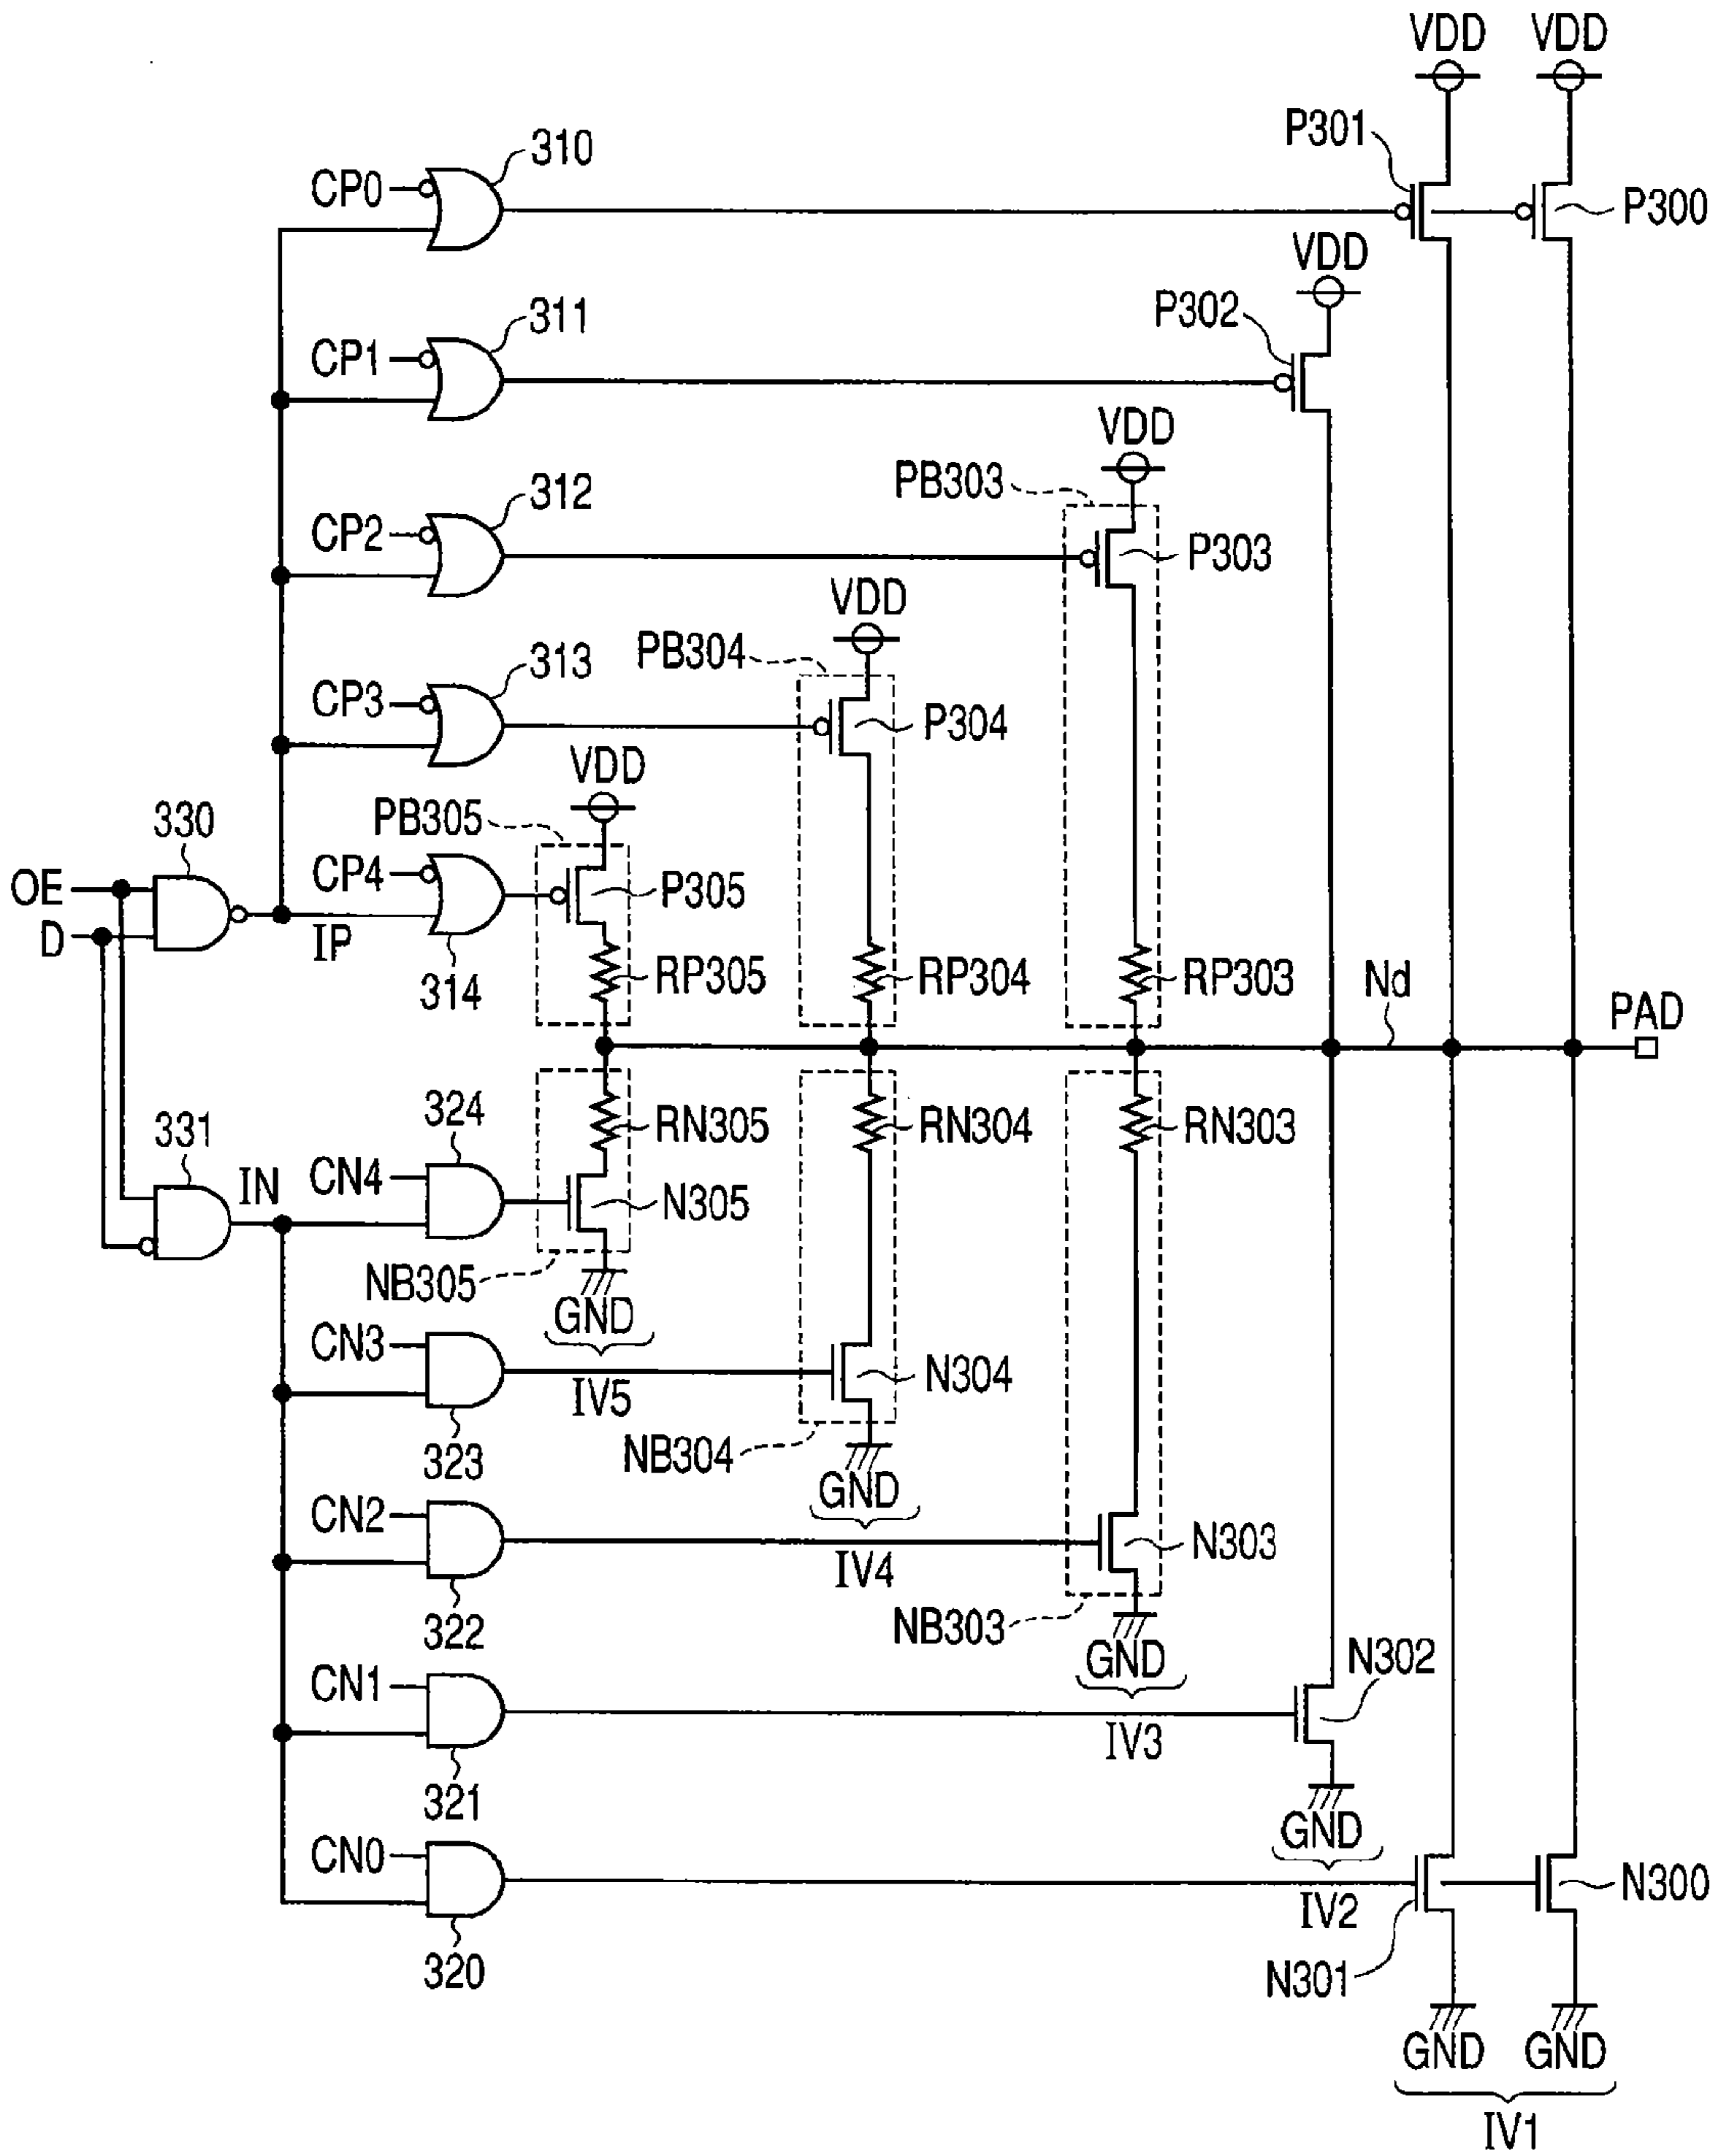 VDD VDD
P301
310
CP0
P300
VDD
P302
311
CP1
VDD
PB303
312
CP2
P303
VDD
PB304
313
CP3
P304
VDD
PB305
330
CP4
OE
P305
D
IP
RP305 RP304 RP303
314
Nd
PAD
324
331
RN305 RN304 RN303
IN
CN4
N305
NB305
GND
CN3
N304
IV5
323
NB304
GND
CN2
N303
IV4
322
NB303
GND
N302
CN1
IV3
321
GND
CN0
N300
IV2
320
N301
GND GND
IV1